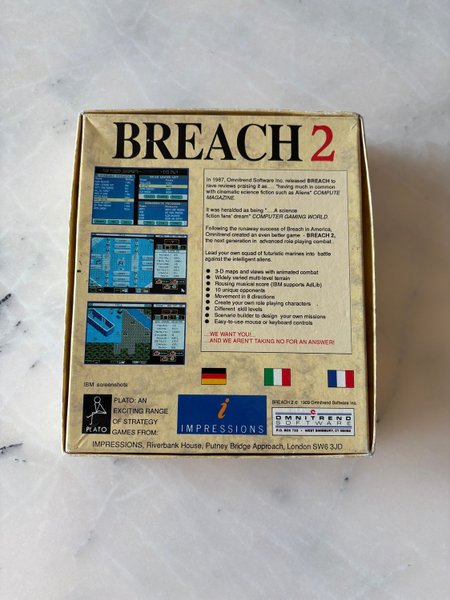 BREACH 2
In 1987, Omnitrend Software Inc. released BREACH to
rave reviews praising it as.... "having much in common
with cinematic science fiction such as Aliens" COMPUTE
MAGAZINE.
It was heralded as being "....A science
fiction fans' dream" COMPUTER GAMING WORLD.
Following the runaway success of Breach in America,
Omnitrend created an even better game - BREACH 2,
the next generation in advanced role playing combat.
Lead your own squad of futuristic marines into battle
against the intelligent aliens.
● 3-D maps and views with animated combat
● Widely varied multi-level terrain
● Rousing musical score (IBM supports AdLib)
● 10 unique opponents
● Movement in 8 directions
● Create your own role playing characters
● Different skill levels
● Scenario builder to design your own missions
● Easy-to-use mouse or keyboard controls
....WE WANT YOU!....
AND WE AREN'T TAKING NO FOR AN ANSWER!
IBM screenshots
PLATO
PLATO: AN
EXCITING RANGE
OF STRATEGY
GAMES FROM:
i
IMPRESSIONS
BREACH 2 © Omnitrend Software Inc.
OMNITREND
SOFTWARE
IMPRESSIONS, Riverbank House, Putney Bridge Approach, London SW6 3JD